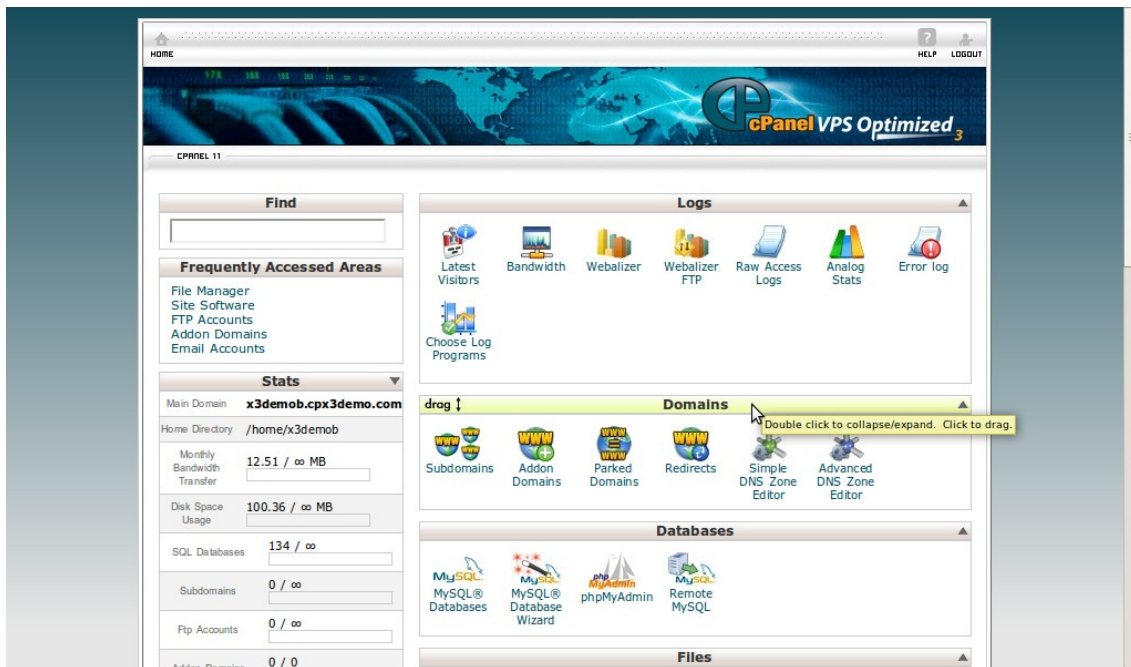 HOME
HELP LOGOUT
cPanel VPS Optimized 3
CPANEL 11
Find
Frequently Accessed Areas
File Manager
Site Software
FTP Accounts
Addon Domains
Email Accounts
Stats
Main Domain x3demob.cpx3demo.com
Home Directory /home/x3demob
Monthly
Bandwidth
Transfer
12.51 / ∞ MB
Disk Space
Usage
100.36 / ∞ MB
SQL Databases
134 / ∞
Subdomains
0 / ∞
Ftp Accounts
0 / ∞
Addon Domains
0 / 0
Logs
Latest
Visitors
Bandwidth
Webalizer
Webalizer
FTP
Raw Access
Logs
Analog
Stats
Error log
Choose Log
Programs
drag
Domains
Double click to collapse/expand. Click to drag.
Subdomains
Addon
Domains
Parked
Domains
Redirects
Simple
DNS Zone
Editor
Advanced
DNS Zone
Editor
Databases
MySQL®
Databases
MySQL®
Database
Wizard
phpMyAdmin
Remote
MySQL
Files